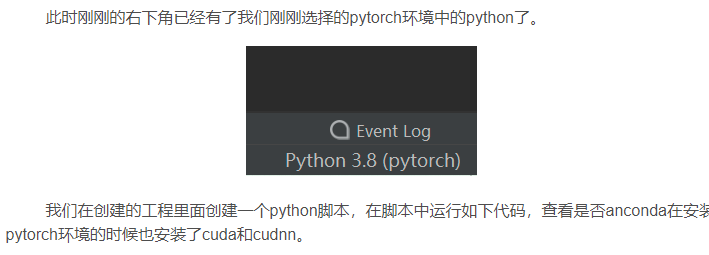 此时刚刚的右下角已经有了我们刚刚选择的pytorch环境中的python了。
Event Log
Python 3.8 (pytorch)
我们在创建的工程里面创建一个python脚本，在脚本中运行如下代码，查看是否anconda在安装
pytorch环境的时候也安装了cuda和cudnn。